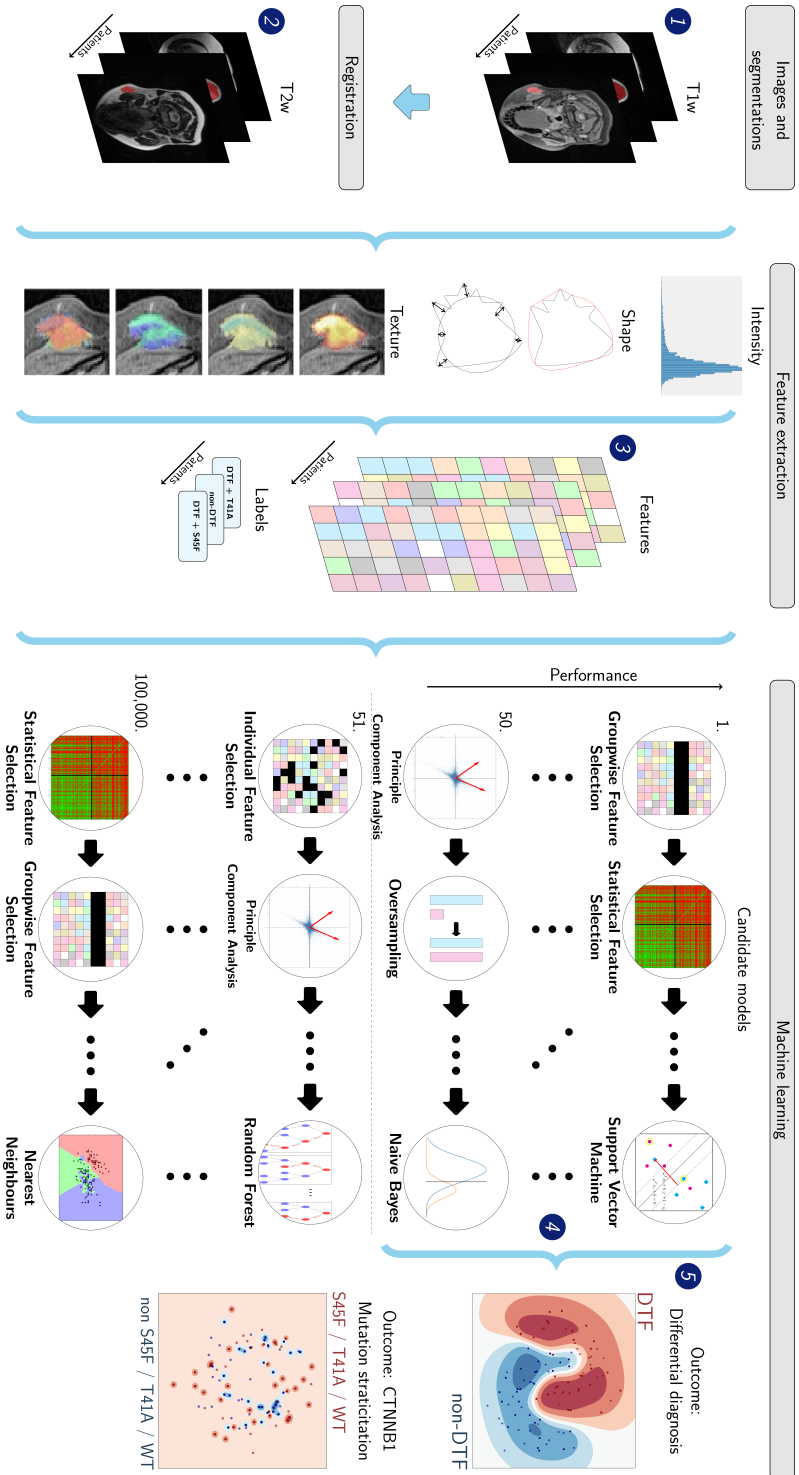 Images and
segmentations
1
T1w
Patients
Registration
2
T2w
Patients
Feature extraction
Intensity
Shape
Texture
3
Features
Patients
Labels
DTF + T41A
non-DTF
DTF + S45F
Patients
Machine learning
Candidate models
Performance
1.
Groupwise Feature
Selection
Statistical Feature
Selection
Support Vector
Machine
50.
Principle
Component Analysis
Oversampling
Naive Bayes
51.
Individual Feature
Selection
Principle
Component Analysis
Random Forest
100,000.
Statistical Feature
Selection
Groupwise Feature
Selection
Nearest
Neighbours
4
5
Outcome:
Differential diagnosis
DTF
non-DTF
Outcome: CTNNB1
Mutation straticitation
S45F / T41A / WT
non S45F / T41A / WT